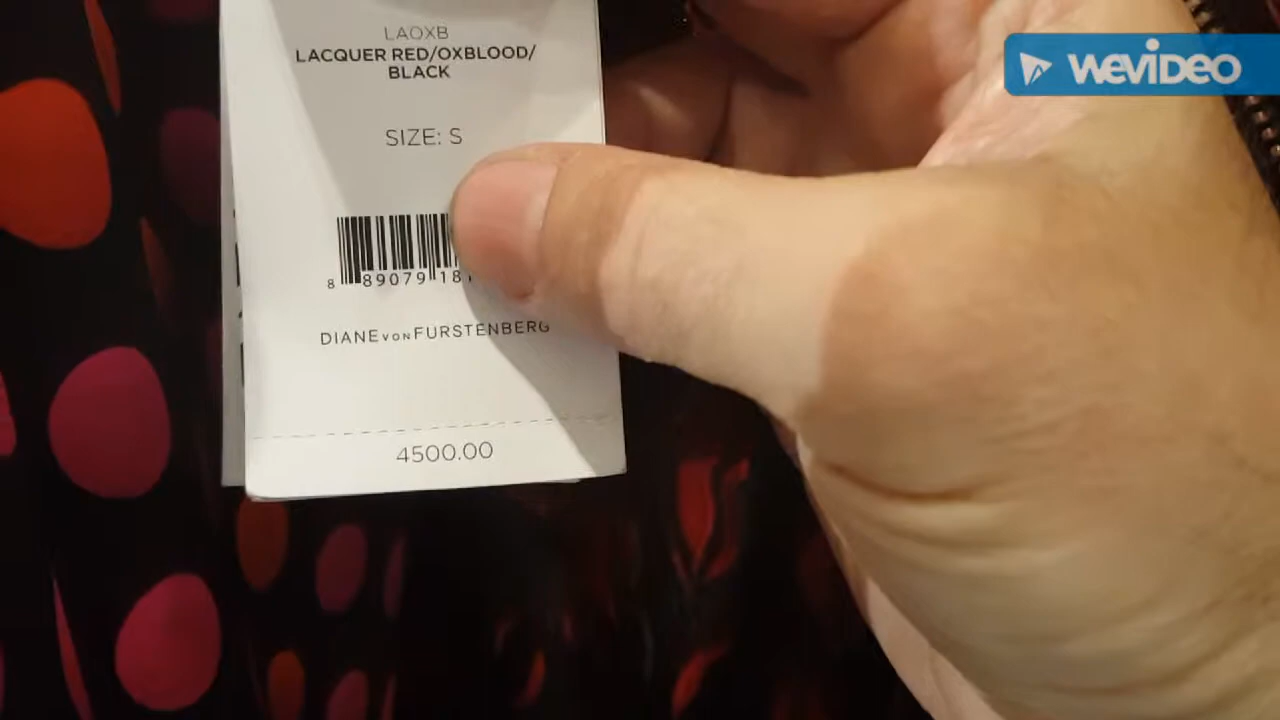 LAOXB
LACQUER RED/OXBLOOD/
BLACK
SIZE: S
8 89079 18
DIANE VON FURSTENBERG
4500.00
WEVIDEO